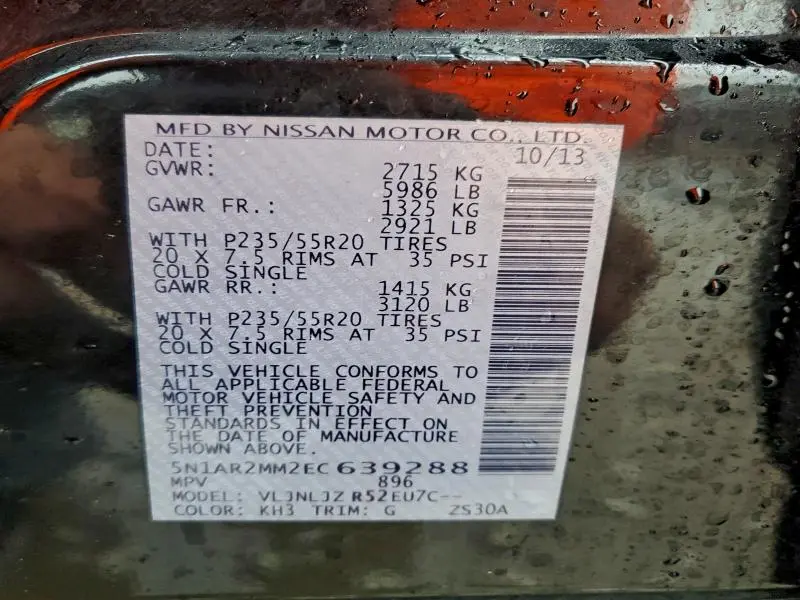 MFD BY NISSAN MOTOR CO., LTD.
DATE: 10/13
GVWR: 2715 KG
5986 LB
GAWR FR.: 1325 KG
2921 LB
WITH P235/55R20 TIRES
20 X 7.5 RIMS AT 35 PSI
COLD SINGLE
GAWR RR.: 1415 KG
3120 LB
WITH P235/55R20 TIRES
20 X 7.5 RIMS AT 35 PSI
COLD SINGLE
THIS VEHICLE CONFORMS TO
ALL APPLICABLE FEDERAL
MOTOR VEHICLE SAFETY AND
THEFT PREVENTION
STANDARDS IN EFFECT ON
THE DATE OF MANUFACTURE
SHOWN ABOVE.
5N1AR2MM2EC639288
MPV 896
MODEL: VLJNLJZ R52EU7C--
COLOR: KH3 TRIM: G ZS30A